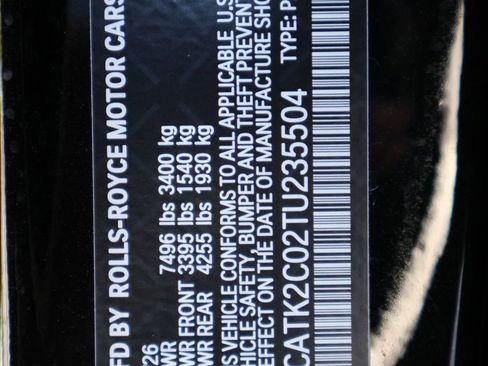 FD BY ROLLS-ROYCE MOTOR CARS
26
WR 7496 lbs 3400 kg
WR FRONT 3395 lbs 1540 kg
WR REAR 4255 lbs 1930 kg
S VEHICLE CONFORMS TO ALL APPLICABLE U.S
VEHICLE SAFETY, BUMPER AND THEFT PREVENT
EFFECT ON THE DATE OF MANUFACTURE SHO
CATK2C02TU235504 TYPE: P